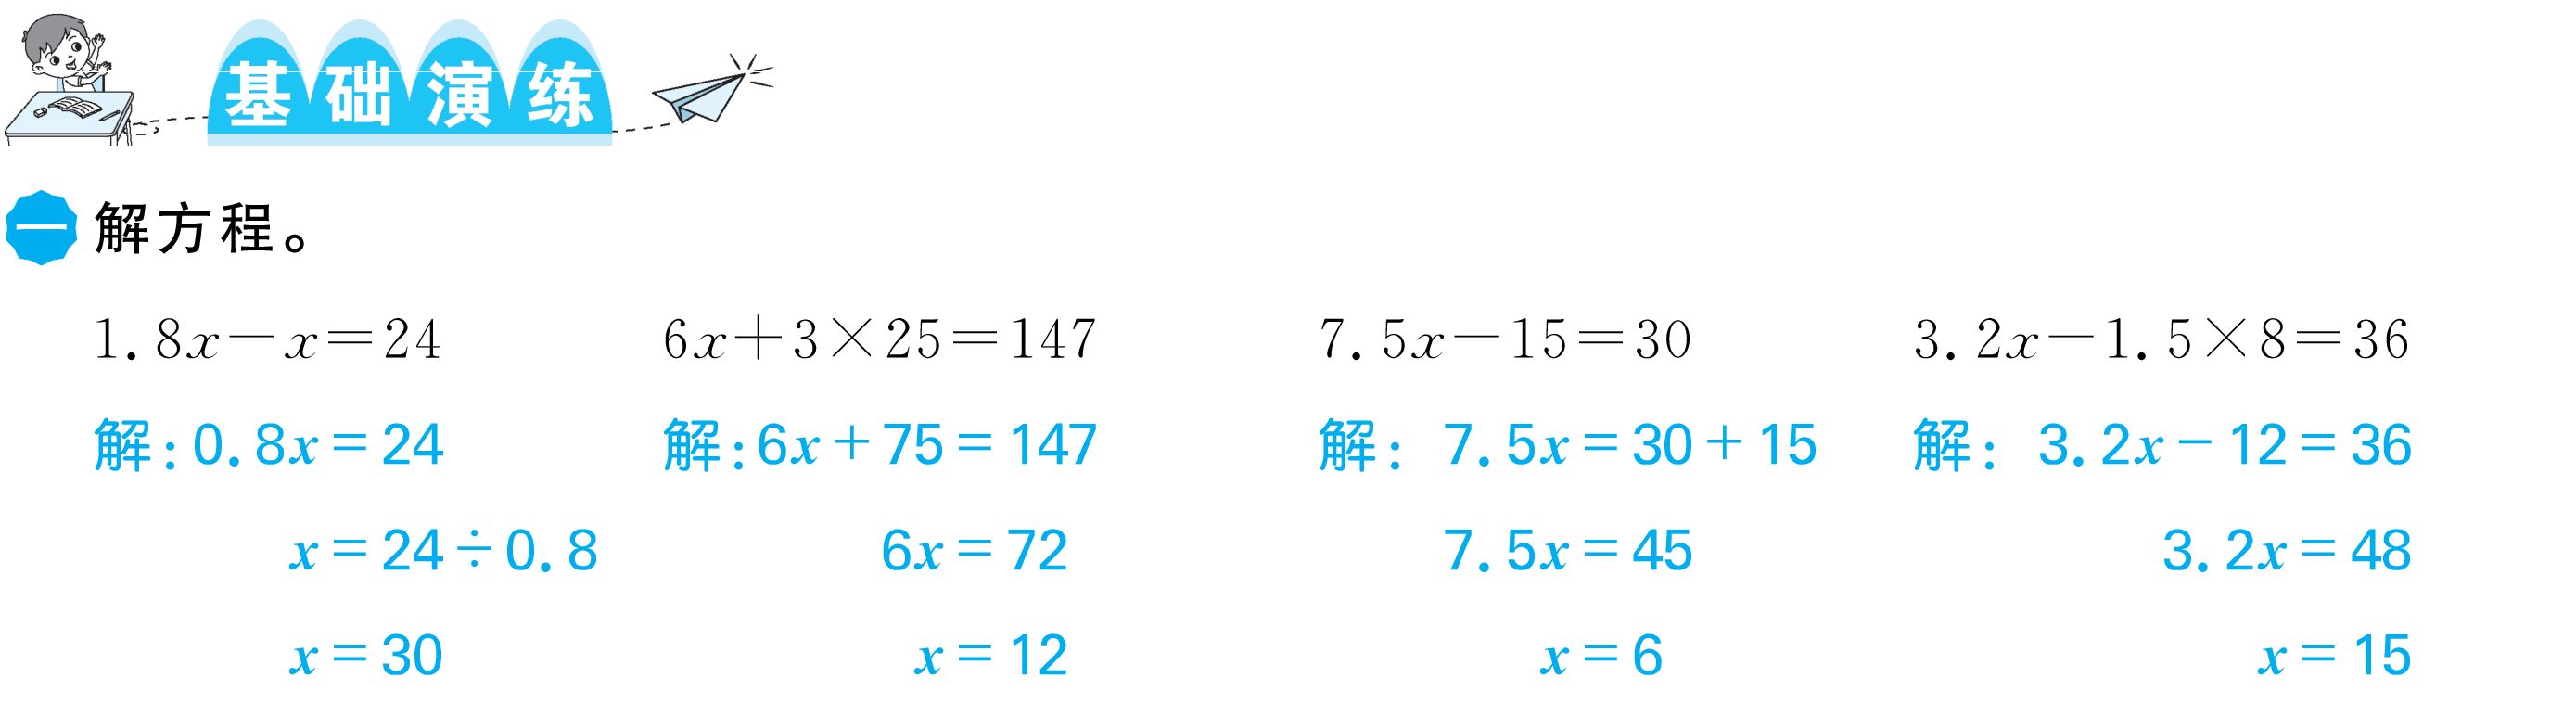 基础演练
一 解方程。
1.8x-x=24 6x+3×25=147 7.5x-15=30 3.2x-1.5×8=36
解:0.8x=24 解:6x+75=147 解: 7.5x=30+15 解: 3.2x-12=36
x=24÷0.8 6x=72 7.5x=45 3.2x=48
x=30 x=12 x=6 x=15